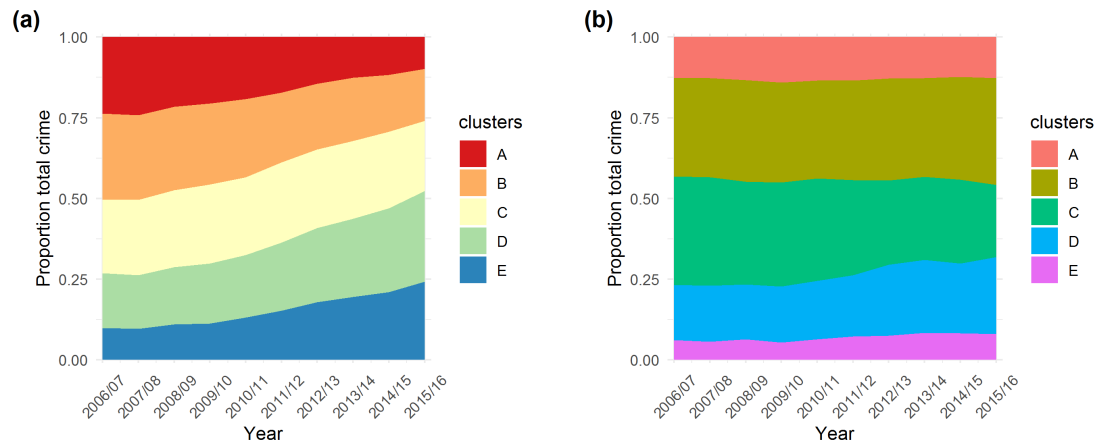 (a)
Proportion total crime
1.00
0.75
0.50
0.25
0.00
2006/07
2007/08
2008/09
2009/10
2010/11
2011/12
2012/13
2013/14
2014/15
2015/16
Year
clusters
A
B
C
D
E
(b)
Proportion total crime
1.00
0.75
0.50
0.25
0.00
2006/07
2007/08
2008/09
2009/10
2010/11
2011/12
2012/13
2013/14
2014/15
2015/16
Year
clusters
A
B
C
D
E